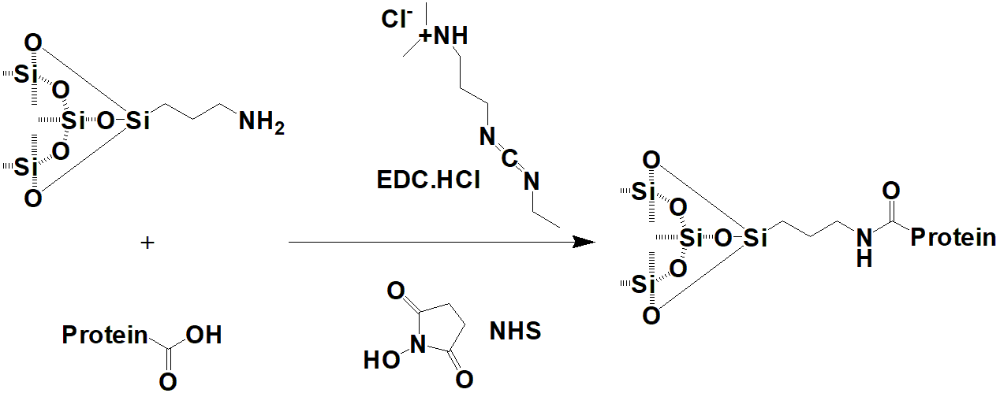 Cl-
+NH
O
Si
O
Si O Si
NH2
O
Si
O
N
C
N
EDC.HCl
+
O
Si
O
Si O Si
N
H
O
Protein
O
Si
O
Protein
OH
O
O
N
HO
O
NHS